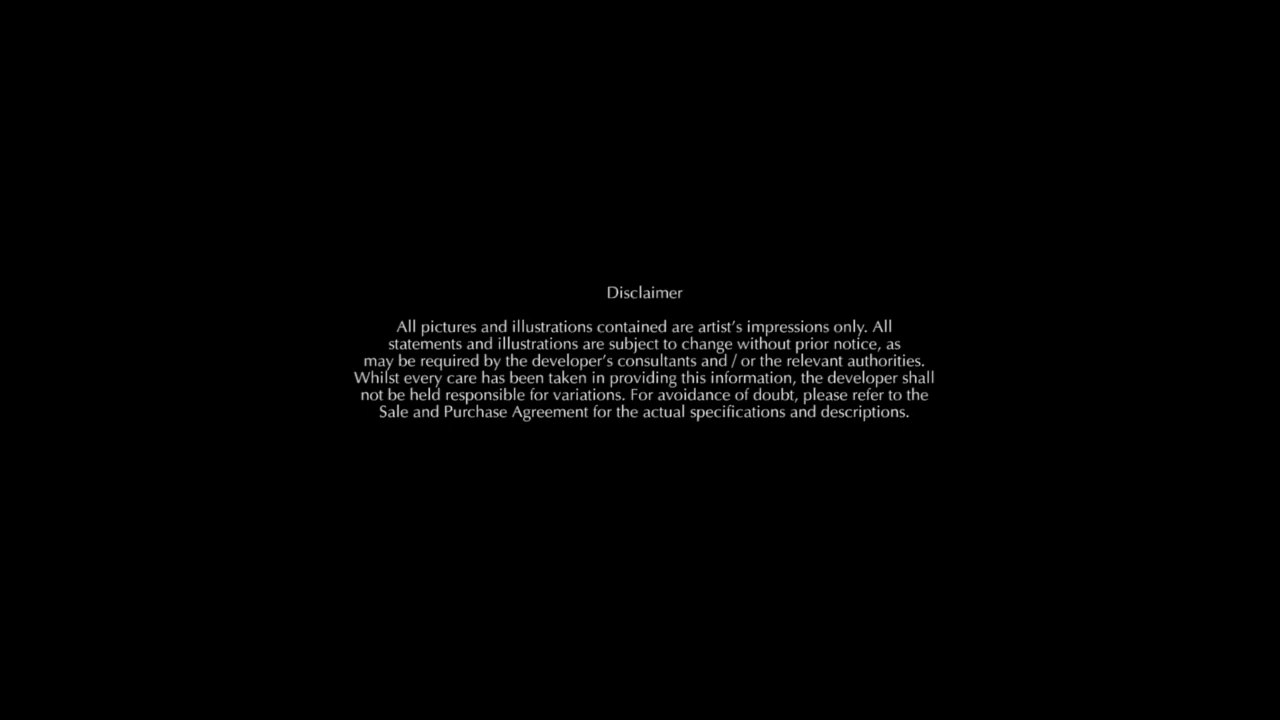 Disclaimer
All pictures and illustrations contained are artist's impressions only. All
statements and illustrations are subject to change without prior notice, as
may be required by the developer's consultants and / or the relevant authorities.
Whilst every care has been taken in providing this information, the developer shall
not be held responsible for variations. For avoidance of doubt, please refer to the
Sale and Purchase Agreement for the actual specifications and descriptions.